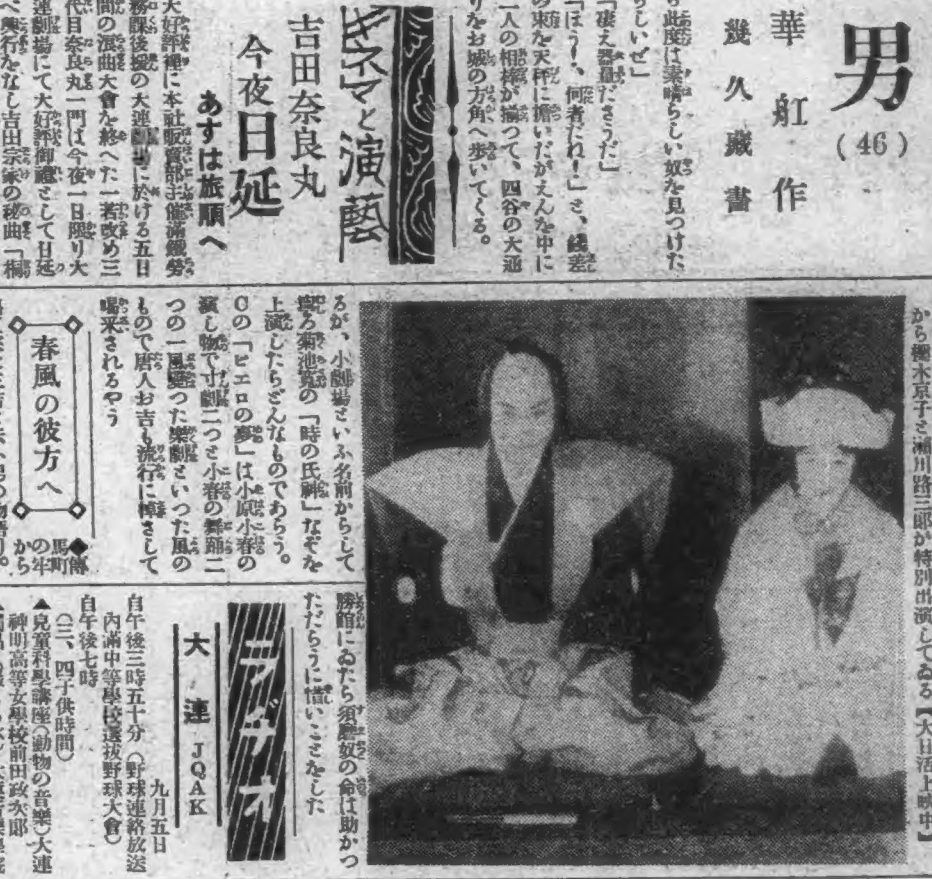 男
(46)
華舡作
幾久藏書
ら此度は素晴らしい奴を見つけた
らしいぜ」
「凄え器量ださうだ」
「ほう！、何者だね！」と、錢差
の束を天秤に擔いだがえんを中に
一人の相棒が揃つて、四谷の大通
りをお城の方角へ歩いてくる。
キネマと演藝
吉田奈良丸
今夜日延
あすは旅順へ
大好評裡に本社販賣部主催滿鐵勞
務課後援の大連劇場に於ける五日
間の浪曲大會を終へた一若改め三
代目奈良丸一門は今夜一日限り大
連劇場にて大好評御禮として日延
べ興行をなし吉田宗家の秘曲「桐
から櫻木京子と瀬川路三郎が特別出演してゐる【大日活上映中】
るが、小劇場といふ名前からして
寧ろ菊池寛の「時の氏神」なぞを
上演したらどんなものであらう。
Cの「ピエロの夢」は小原小春の
演し物で寸劇二つと小春の舞踊二
つの一風變つた樂劇といつた風の
もので唐人お吉も流行に棹さして
喝采されるやう
春風の彼方へ
◆傳
馬町
の牢
から
勝館にゐたら須磨奴の命は助かつ
ただらうに惜いことをした
ラヂオ
大連 JQAK
九月五日
自午後三時五十分(野球連絡放送
内滿中等學校選拔野球大會)
自午後七時
(三、四子供時間)
▲兒童科學講座(動物の音樂)大連
神明高等女學校前田政次郎